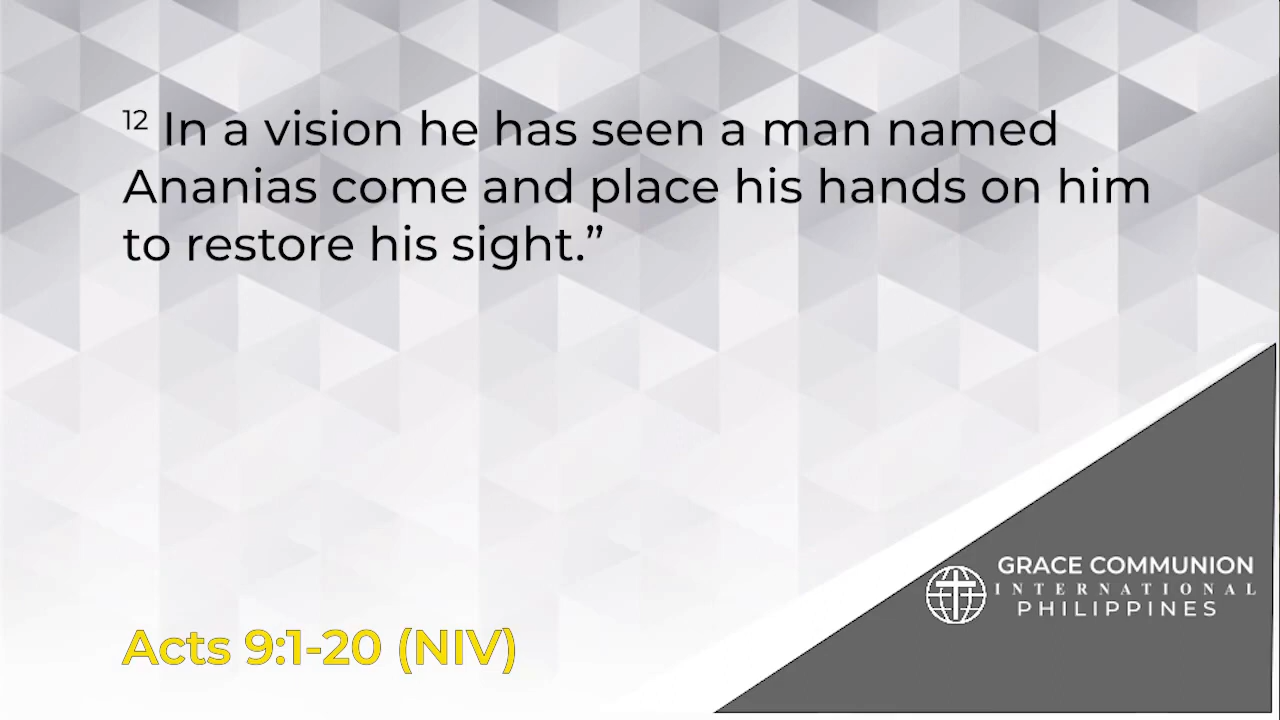 12 In a vision he has seen a man named
Ananias come and place his hands on him
to restore his sight.”
GRACE COMMUNION
INTERNATIONAL
PHILIPPINES
Acts 9:1-20 (NIV)